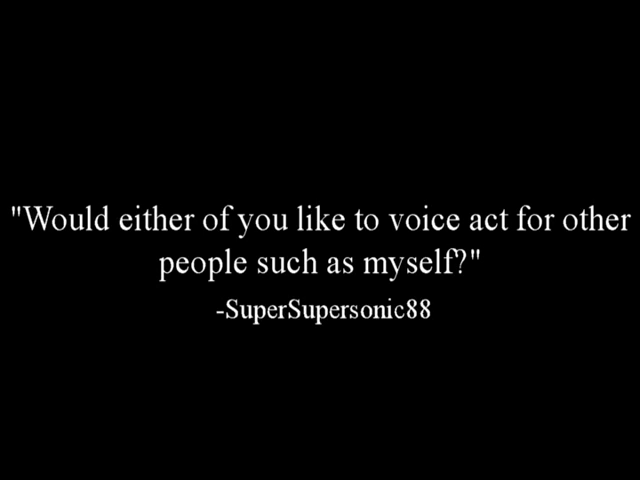 "Would either of you like to voice act for other
people such as myself?"
-SuperSupersonic88